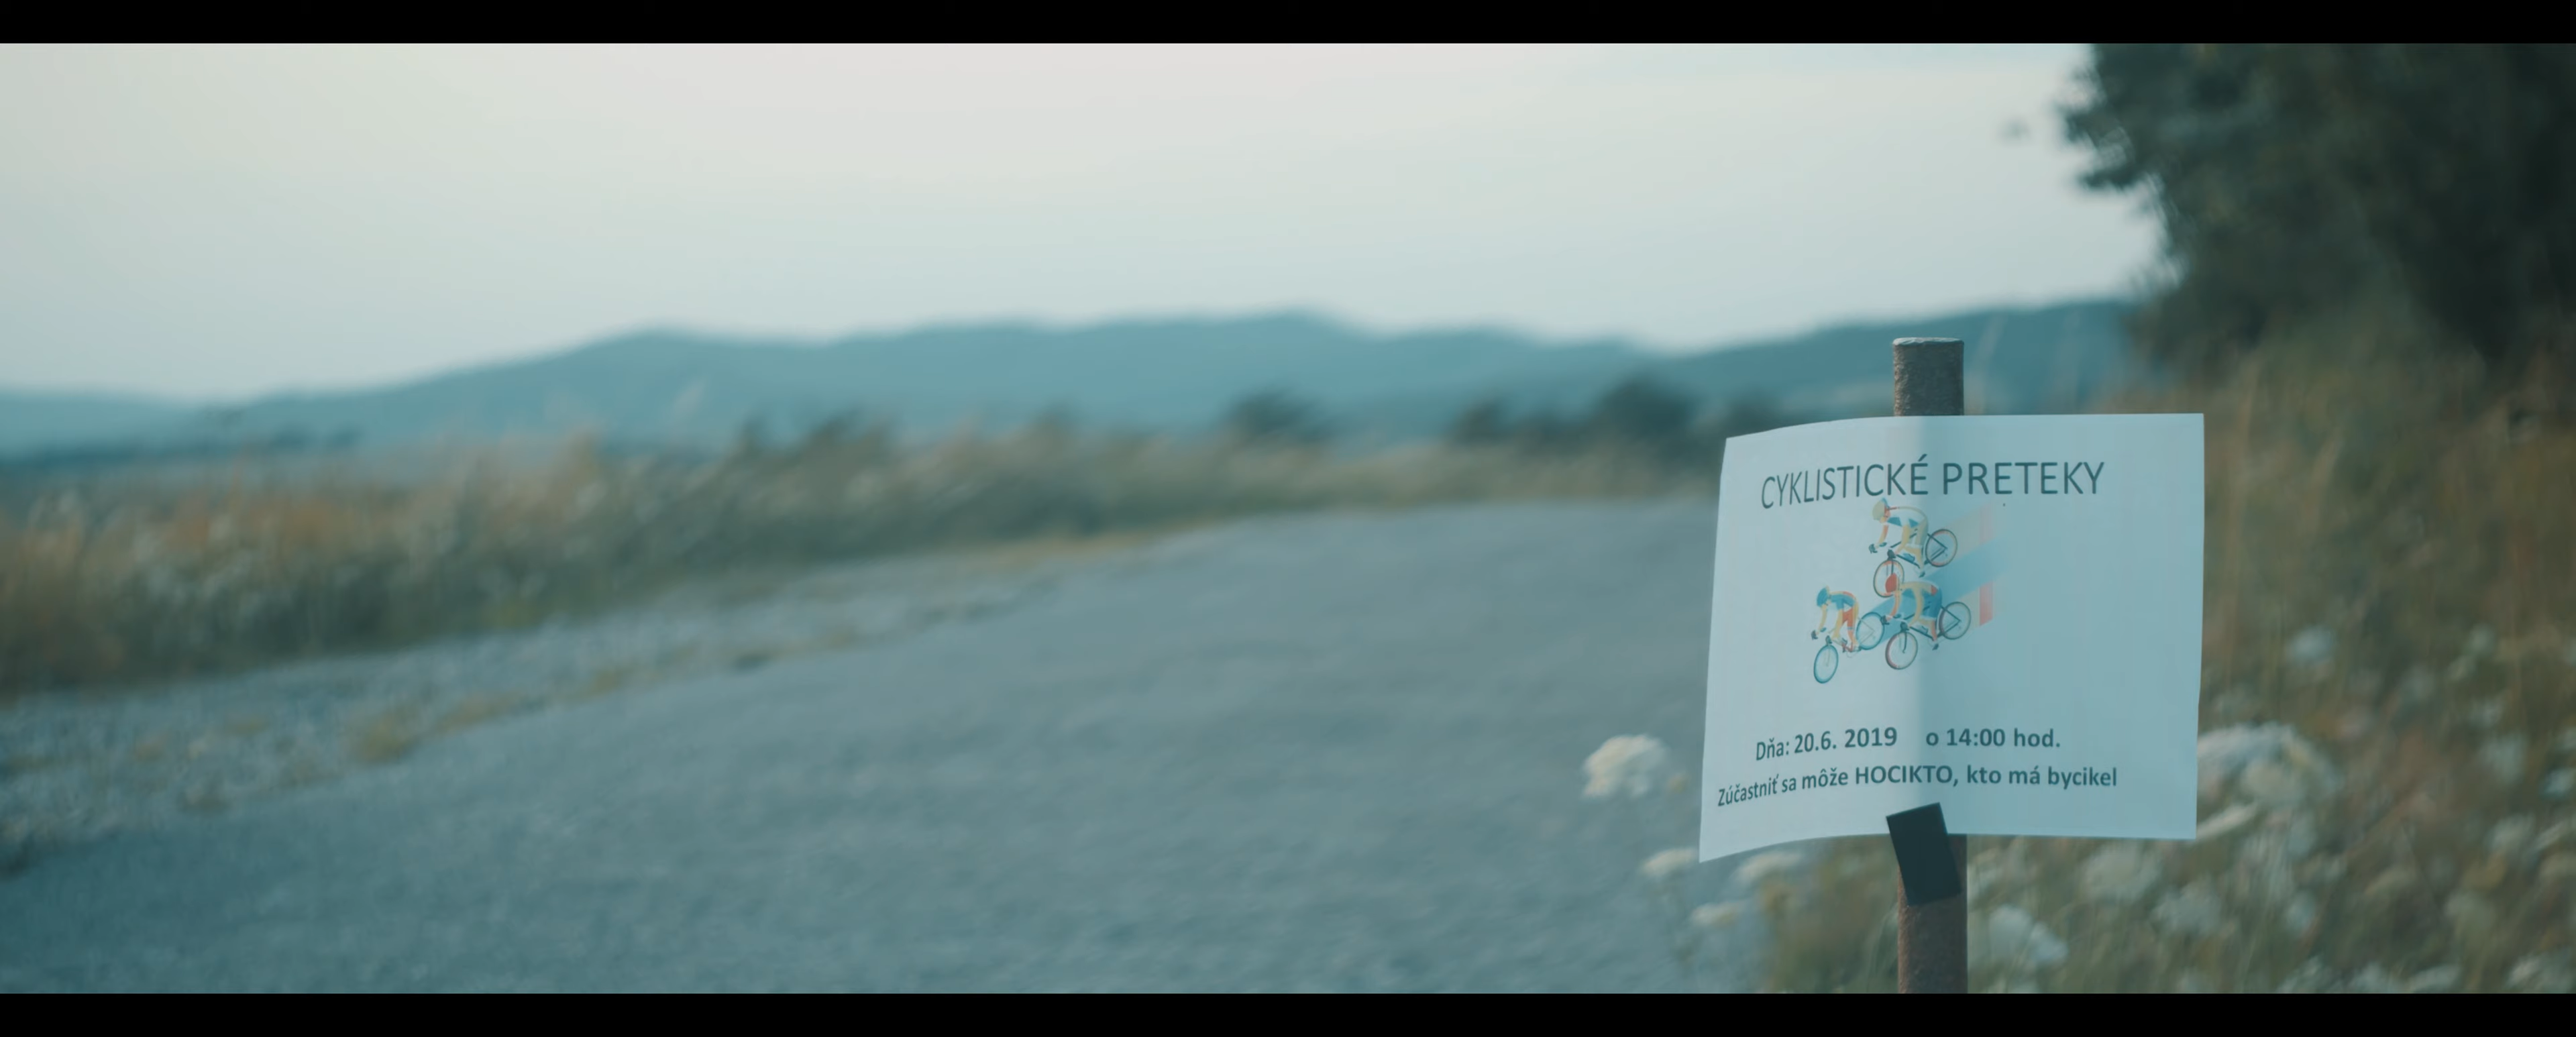 CYKLISTICKÉ PRETEKY
Dňa: 20.6. 2019 o 14:00 hod.
Zúčastniť sa môže HOCIKTO, kto má bycikel